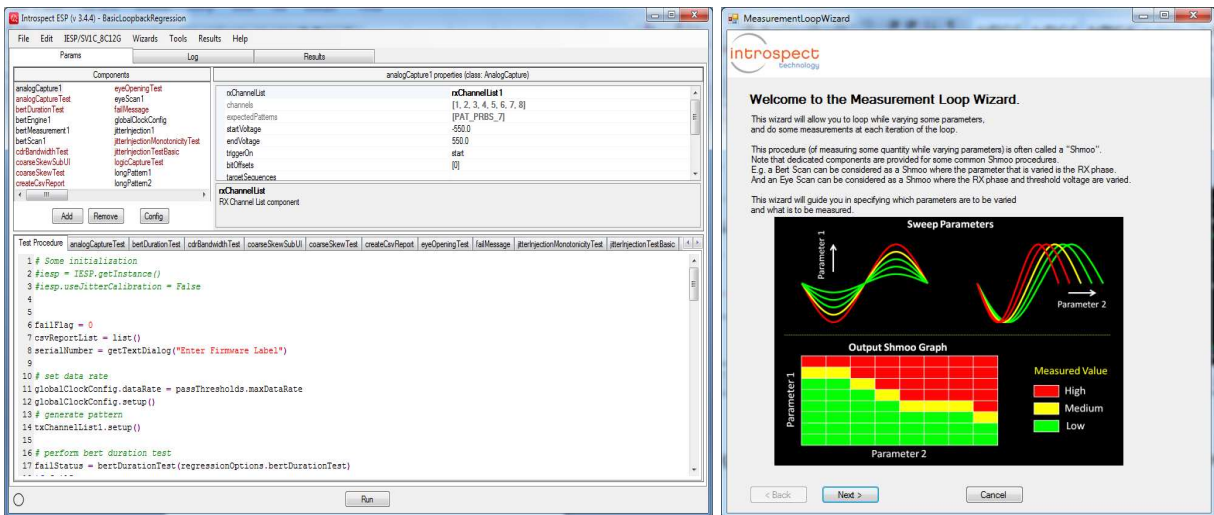 Introspect ESP (v 3.4.4) - BasicLoopbackRegression
File Edit IESP/SV1C_8C12G Wizards Tools Results Help
Params Log Results
Components
analogCapture1 eyeOpeningTest
analogCaptureTest eyeScan1
bertDurationTest failMessage
bertEngine1 globalClockConfig
bertMeasurement1 jitterInjection1
bertScan1 jitterInjectionMonotonicityTest
cdrBandwidthTest jitterInjectionTestBasic
coarseSkewSubUI logicCaptureTest
coarseSkewTest longPattern1
createCsvReport longPattern2
Add Remove Config
analogCapture1 properties (class: AnalogCapture)
rxChannelList rxChannelList1
channels [1, 2, 3, 4, 5, 6, 7, 8]
expectedPatterns [PAT_PRBS_7]
startVoltage -550.0
endVoltage 550.0
triggerOn start
bitOffsets [0]
targetSequences
rxChannelList
RX Channel List component
Test Procedure analogCaptureTest bertDurationTest cdrBandwidthTest coarseSkewSubUI coarseSkewTest createCsvReport eyeOpeningTest failMessage jitterInjectionMonotonicityTest jitterInjectionTestBasic
1 # Some initialization
2 #iesp = IESP.getInstance()
3 #iesp.useJitterCalibration = False
4
5
6 failFlag = 0
7 csvReportList = list()
8 serialNumber = getTextDialog("Enter Firmware Label")
9
10 # set data rate
11 globalClockConfig.dataRate = passThresholds.maxDataRate
12 globalClockConfig.setup()
13 # generate pattern
14 txChannelList1.setup()
15
16 # perform bert duration test
17 failStatus = bertDurationTest(regressionOptions.bertDurationTest)
Run
MeasurementLoopWizard
introspect
technology
Welcome to the Measurement Loop Wizard.
This wizard will allow you to loop while varying some parameters,
and do some measurements at each iteration of the loop.
This procedure (of measuring some quantity while varying parameters) is often called a "Shmoo".
Note that dedicated components are provided for some common Shmoo procedures.
E.g. a Bert Scan can be considered as a Shmoo where the parameter that is varied is the RX phase.
And an Eye Scan can be considered as a Shmoo where the RX phase and threshold voltage are varied.
This wizard will guide you in specifying which parameters are to be varied
and what is to be measured.
Sweep Parameters
Parameter 1
Parameter 2
Output Shmoo Graph
Parameter 1
Parameter 2
Measured Value
High
Medium
Low
< Back Next > Cancel